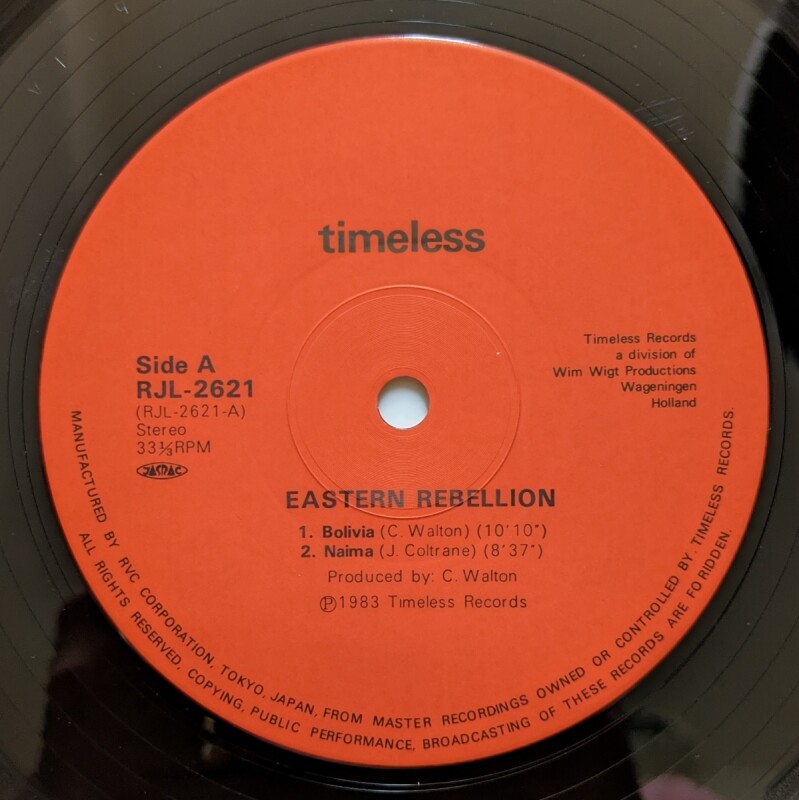 timeless
Side A
RJL-2621
(RJL-2621-A)
Stereo
33⅓RPM
JASRAC
Timeless Records
a division of
Wim Wigt Productions
Wageningen
Holland
EASTERN REBELLION
1. Bolivia (C. Walton) (10'10")
2. Naima (J. Coltrane) (8'37")
Produced by: C. Walton
Ⓟ1983 Timeless Records
MANUFACTURED BY RVC CORPORATION, TOKYO, JAPAN, FROM MASTER RECORDINGS OWNED OR CONTROLLED BY. TIMELESS RECORDS.
ALL RIGHTS RESERVED, COPYING, PUBLIC PERFORMANCE, BROADCASTING OF THESE RECORDS ARE FO RIDDEN.